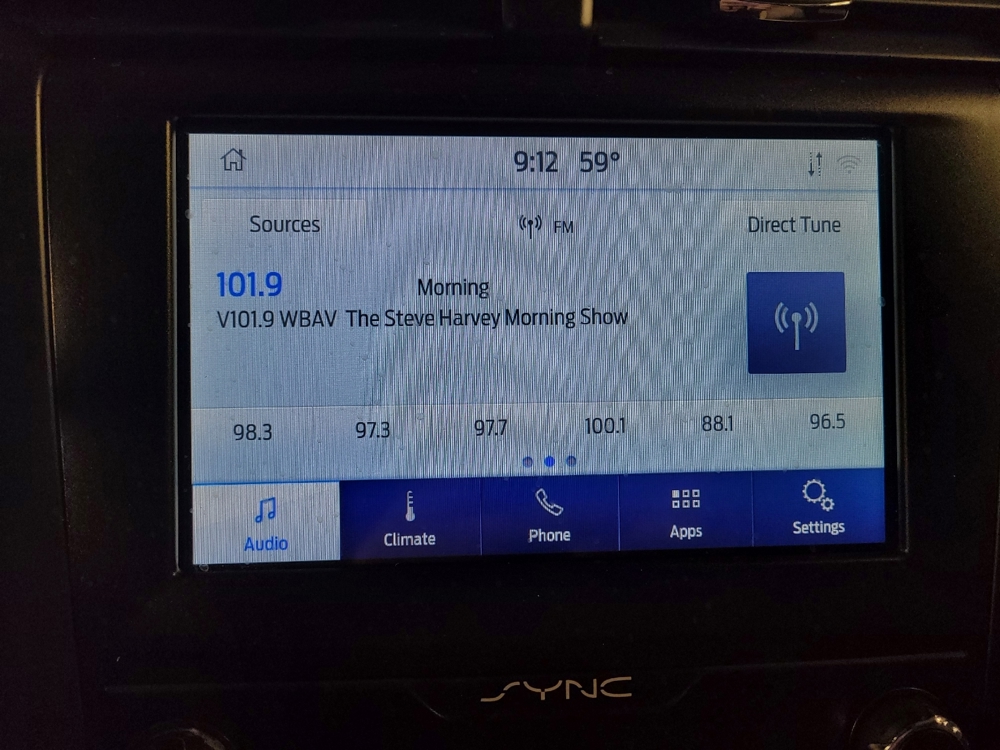 9:12 59°
Sources FM Direct Tune
101.9 Morning
V101.9 WBAV The Steve Harvey Morning Show
98.3 97.3 97.7 100.1 88.1 96.5
Audio Climate Phone Apps Settings
SYNC